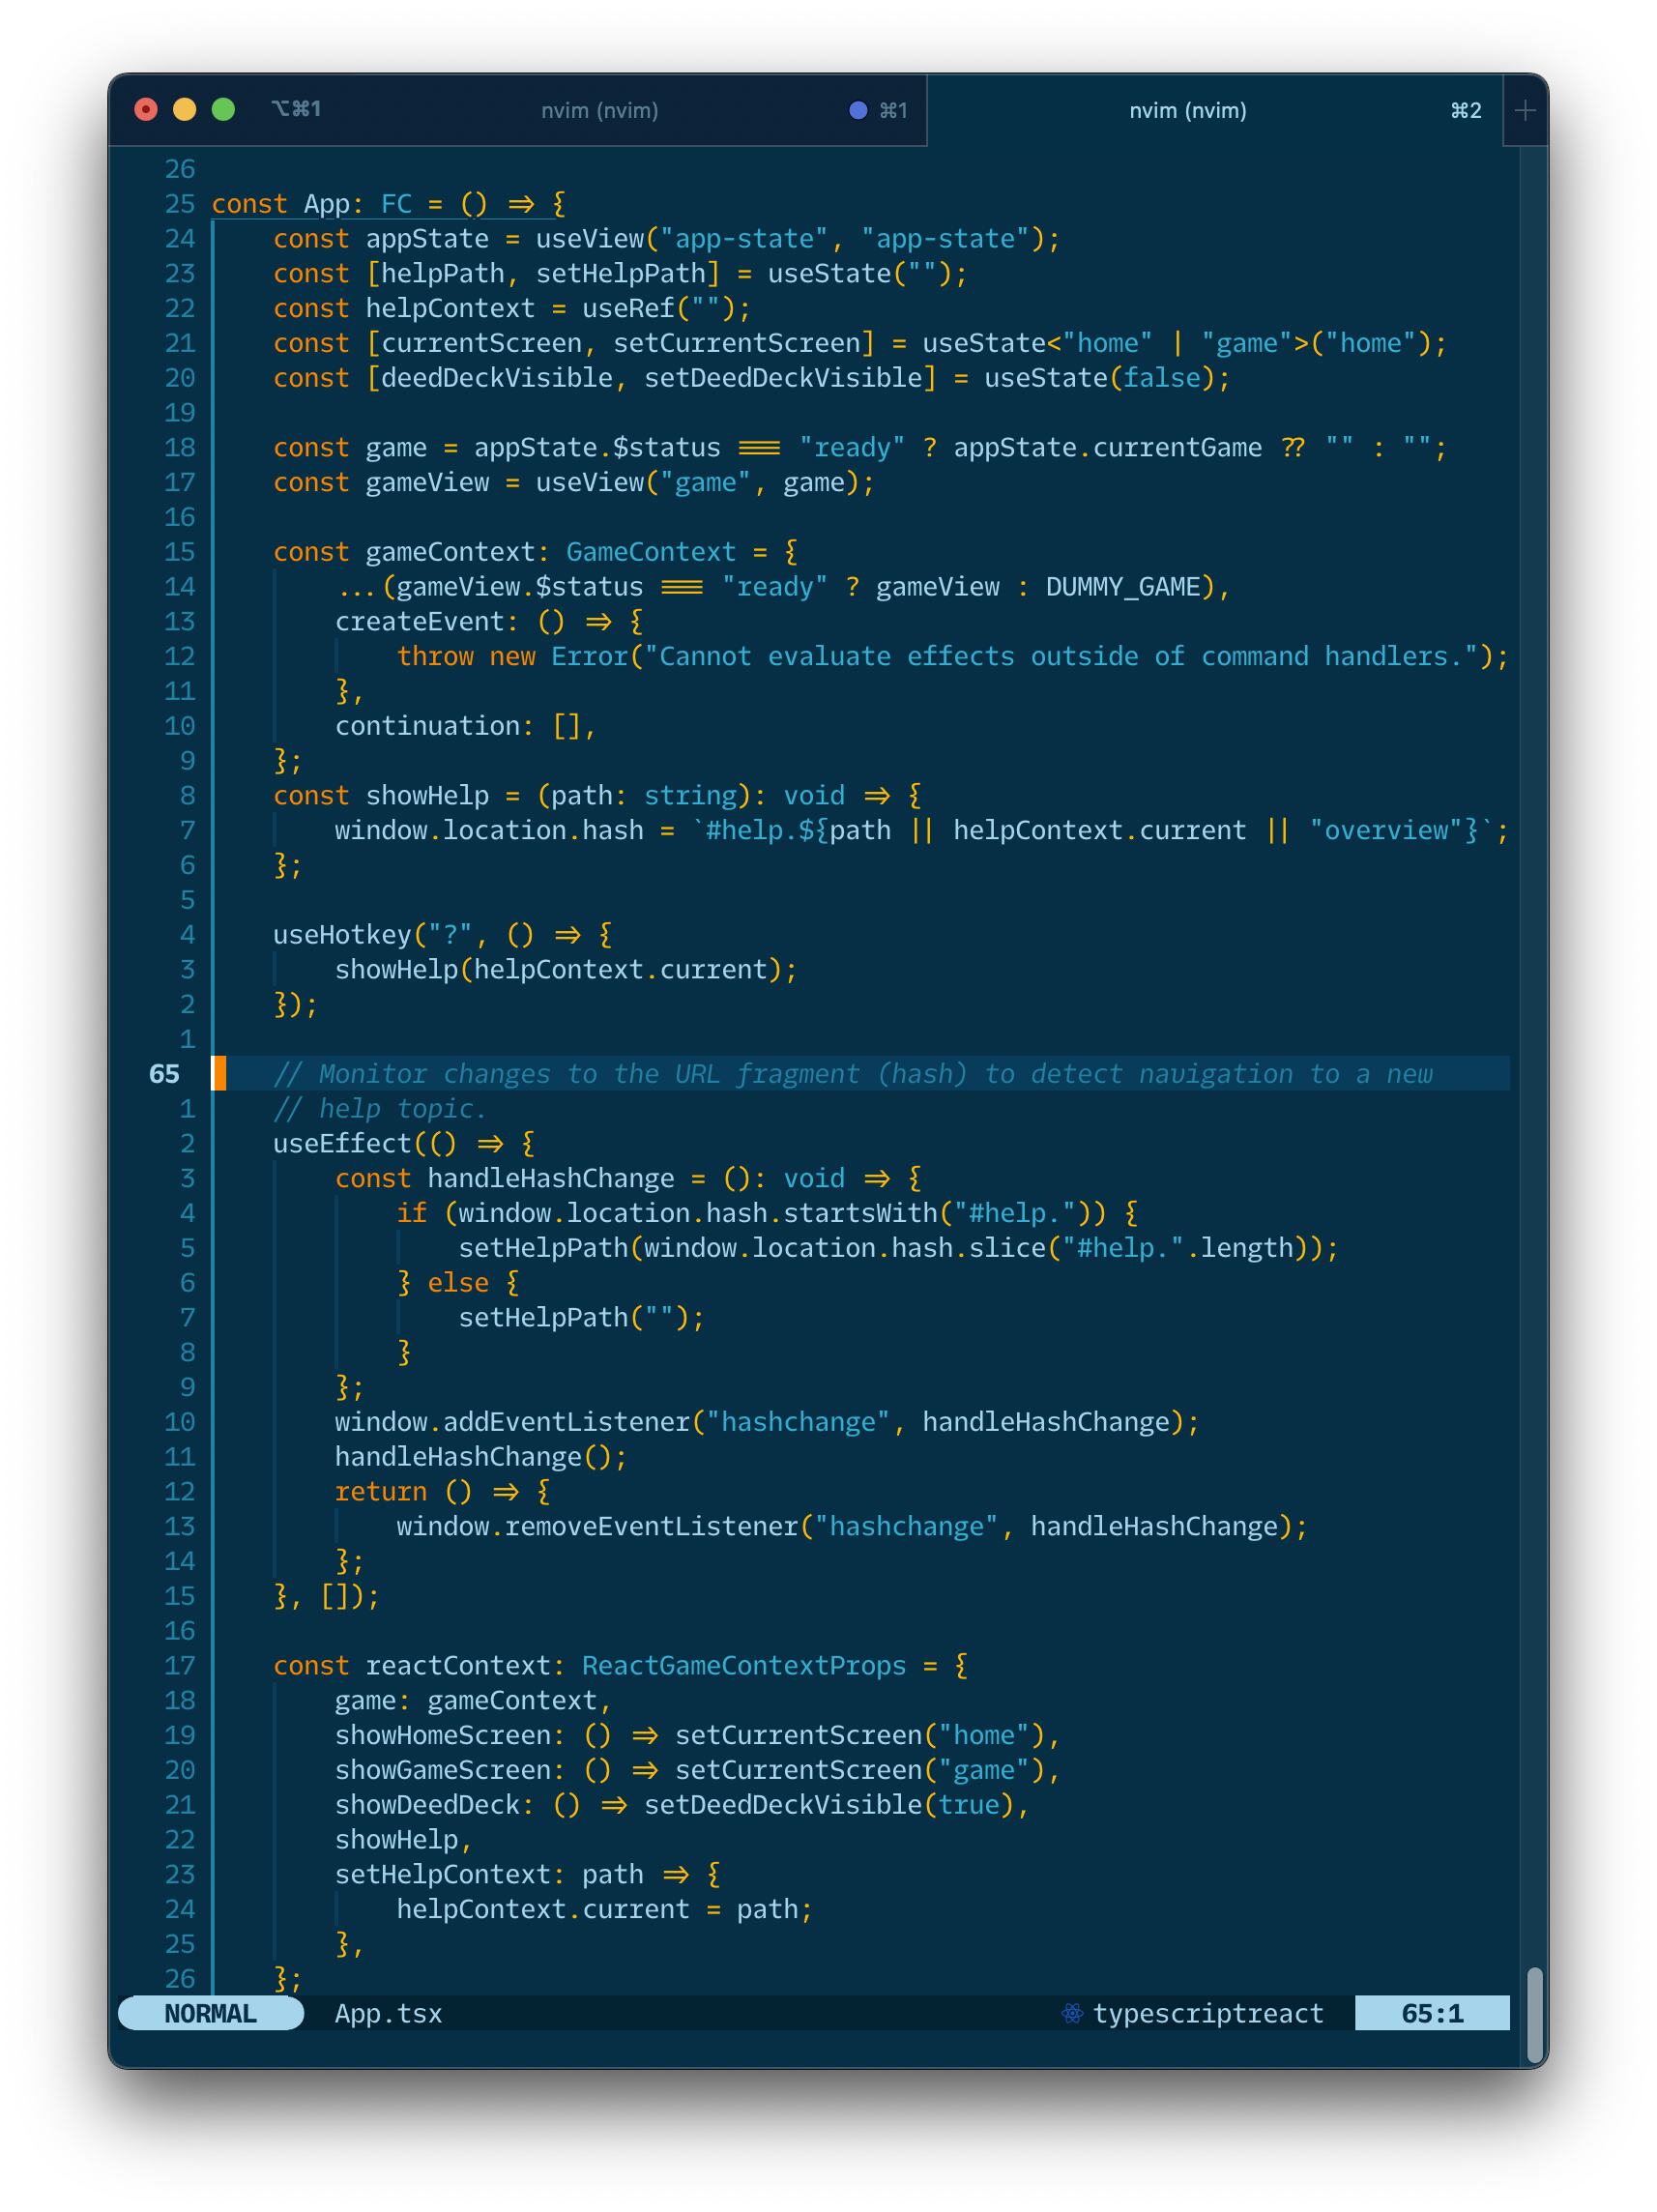 ⌥⌘1 nvim (nvim) ⌘1 nvim (nvim) ⌘2 +
26
25 const App: FC = () => {
24     const appState = useView("app-state", "app-state");
23     const [helpPath, setHelpPath] = useState("");
22     const helpContext = useRef("");
21     const [currentScreen, setCurrentScreen] = useState<"home" | "game">("home");
20     const [deedDeckVisible, setDeedDeckVisible] = useState(false);
19
18     const game = appState.$status === "ready" ? appState.currentGame ?? "" : "";
17     const gameView = useView("game", game);
16
15     const gameContext: GameContext = {
14         ...(gameView.$status === "ready" ? gameView : DUMMY_GAME),
13         createEvent: () => {
12             throw new Error("Cannot evaluate effects outside of command handlers.");
11         },
10         continuation: [],
9     };
8     const showHelp = (path: string): void => {
7         window.location.hash = `#help.${path || helpContext.current || "overview"}`;
6     };
5
4     useHotkey("?", () => {
3         showHelp(helpContext.current);
2     });
1
65     // Monitor changes to the URL fragment (hash) to detect navigation to a new
1     // help topic.
2     useEffect(() => {
3         const handleHashChange = (): void => {
4             if (window.location.hash.startsWith("#help.")) {
5                 setHelpPath(window.location.hash.slice("#help.".length));
6             } else {
7                 setHelpPath("");
8             }
9         };
10         window.addEventListener("hashchange", handleHashChange);
11         handleHashChange();
12         return () => {
13             window.removeEventListener("hashchange", handleHashChange);
14         };
15     }, []);
16
17     const reactContext: ReactGameContextProps = {
18         game: gameContext,
19         showHomeScreen: () => setCurrentScreen("home"),
20         showGameScreen: () => setCurrentScreen("game"),
21         showDeedDeck: () => setDeedDeckVisible(true),
22         showHelp,
23         setHelpContext: path => {
24             helpContext.current = path;
25         },
26     };
NORMAL App.tsx typescriptreact 65:1